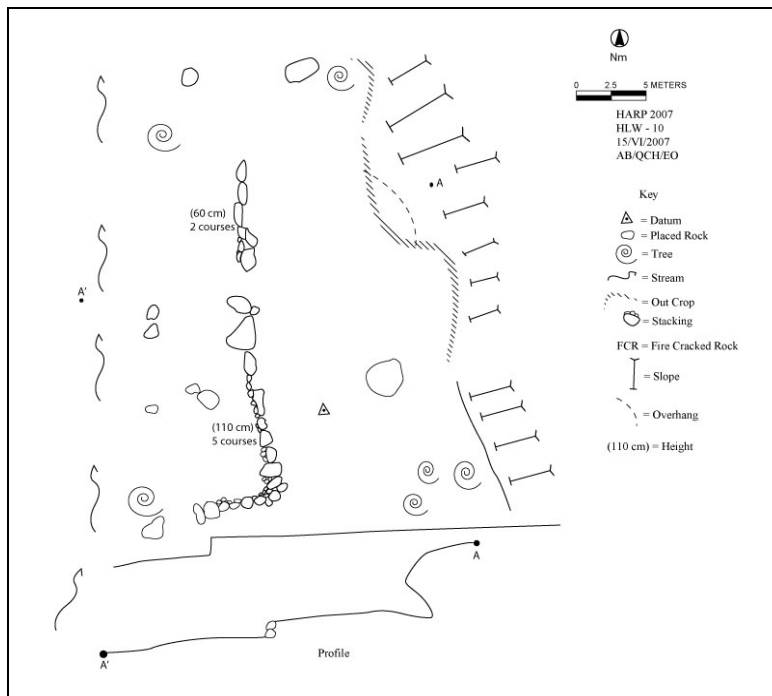 Nm
0 2.5 5 METERS
HARP 2007
HLW - 10
15/VI/2007
AB/QCH/EO
A
Key
(60 cm)
2 courses
= Datum
= Placed Rock
= Tree
= Stream
A'
= Out Crop
= Stacking
FCR = Fire Cracked Rock
= Slope
= Overhang
(110 cm)
5 courses
(110 cm) = Height
A
A'
Profile